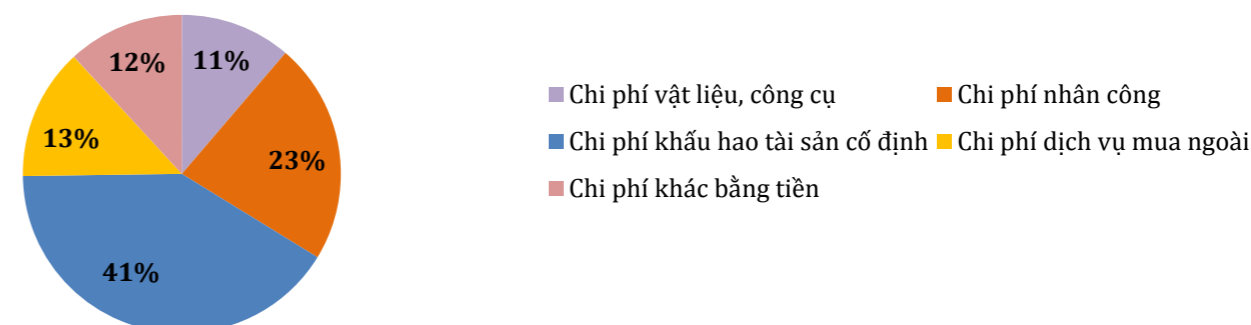 12% 11%
13%
23%
41%
Chi phí vật liệu, công cụ
Chi phí nhân công
Chi phí khấu hao tài sản cố định
Chi phí dịch vụ mua ngoài
Chi phí khác bằng tiền